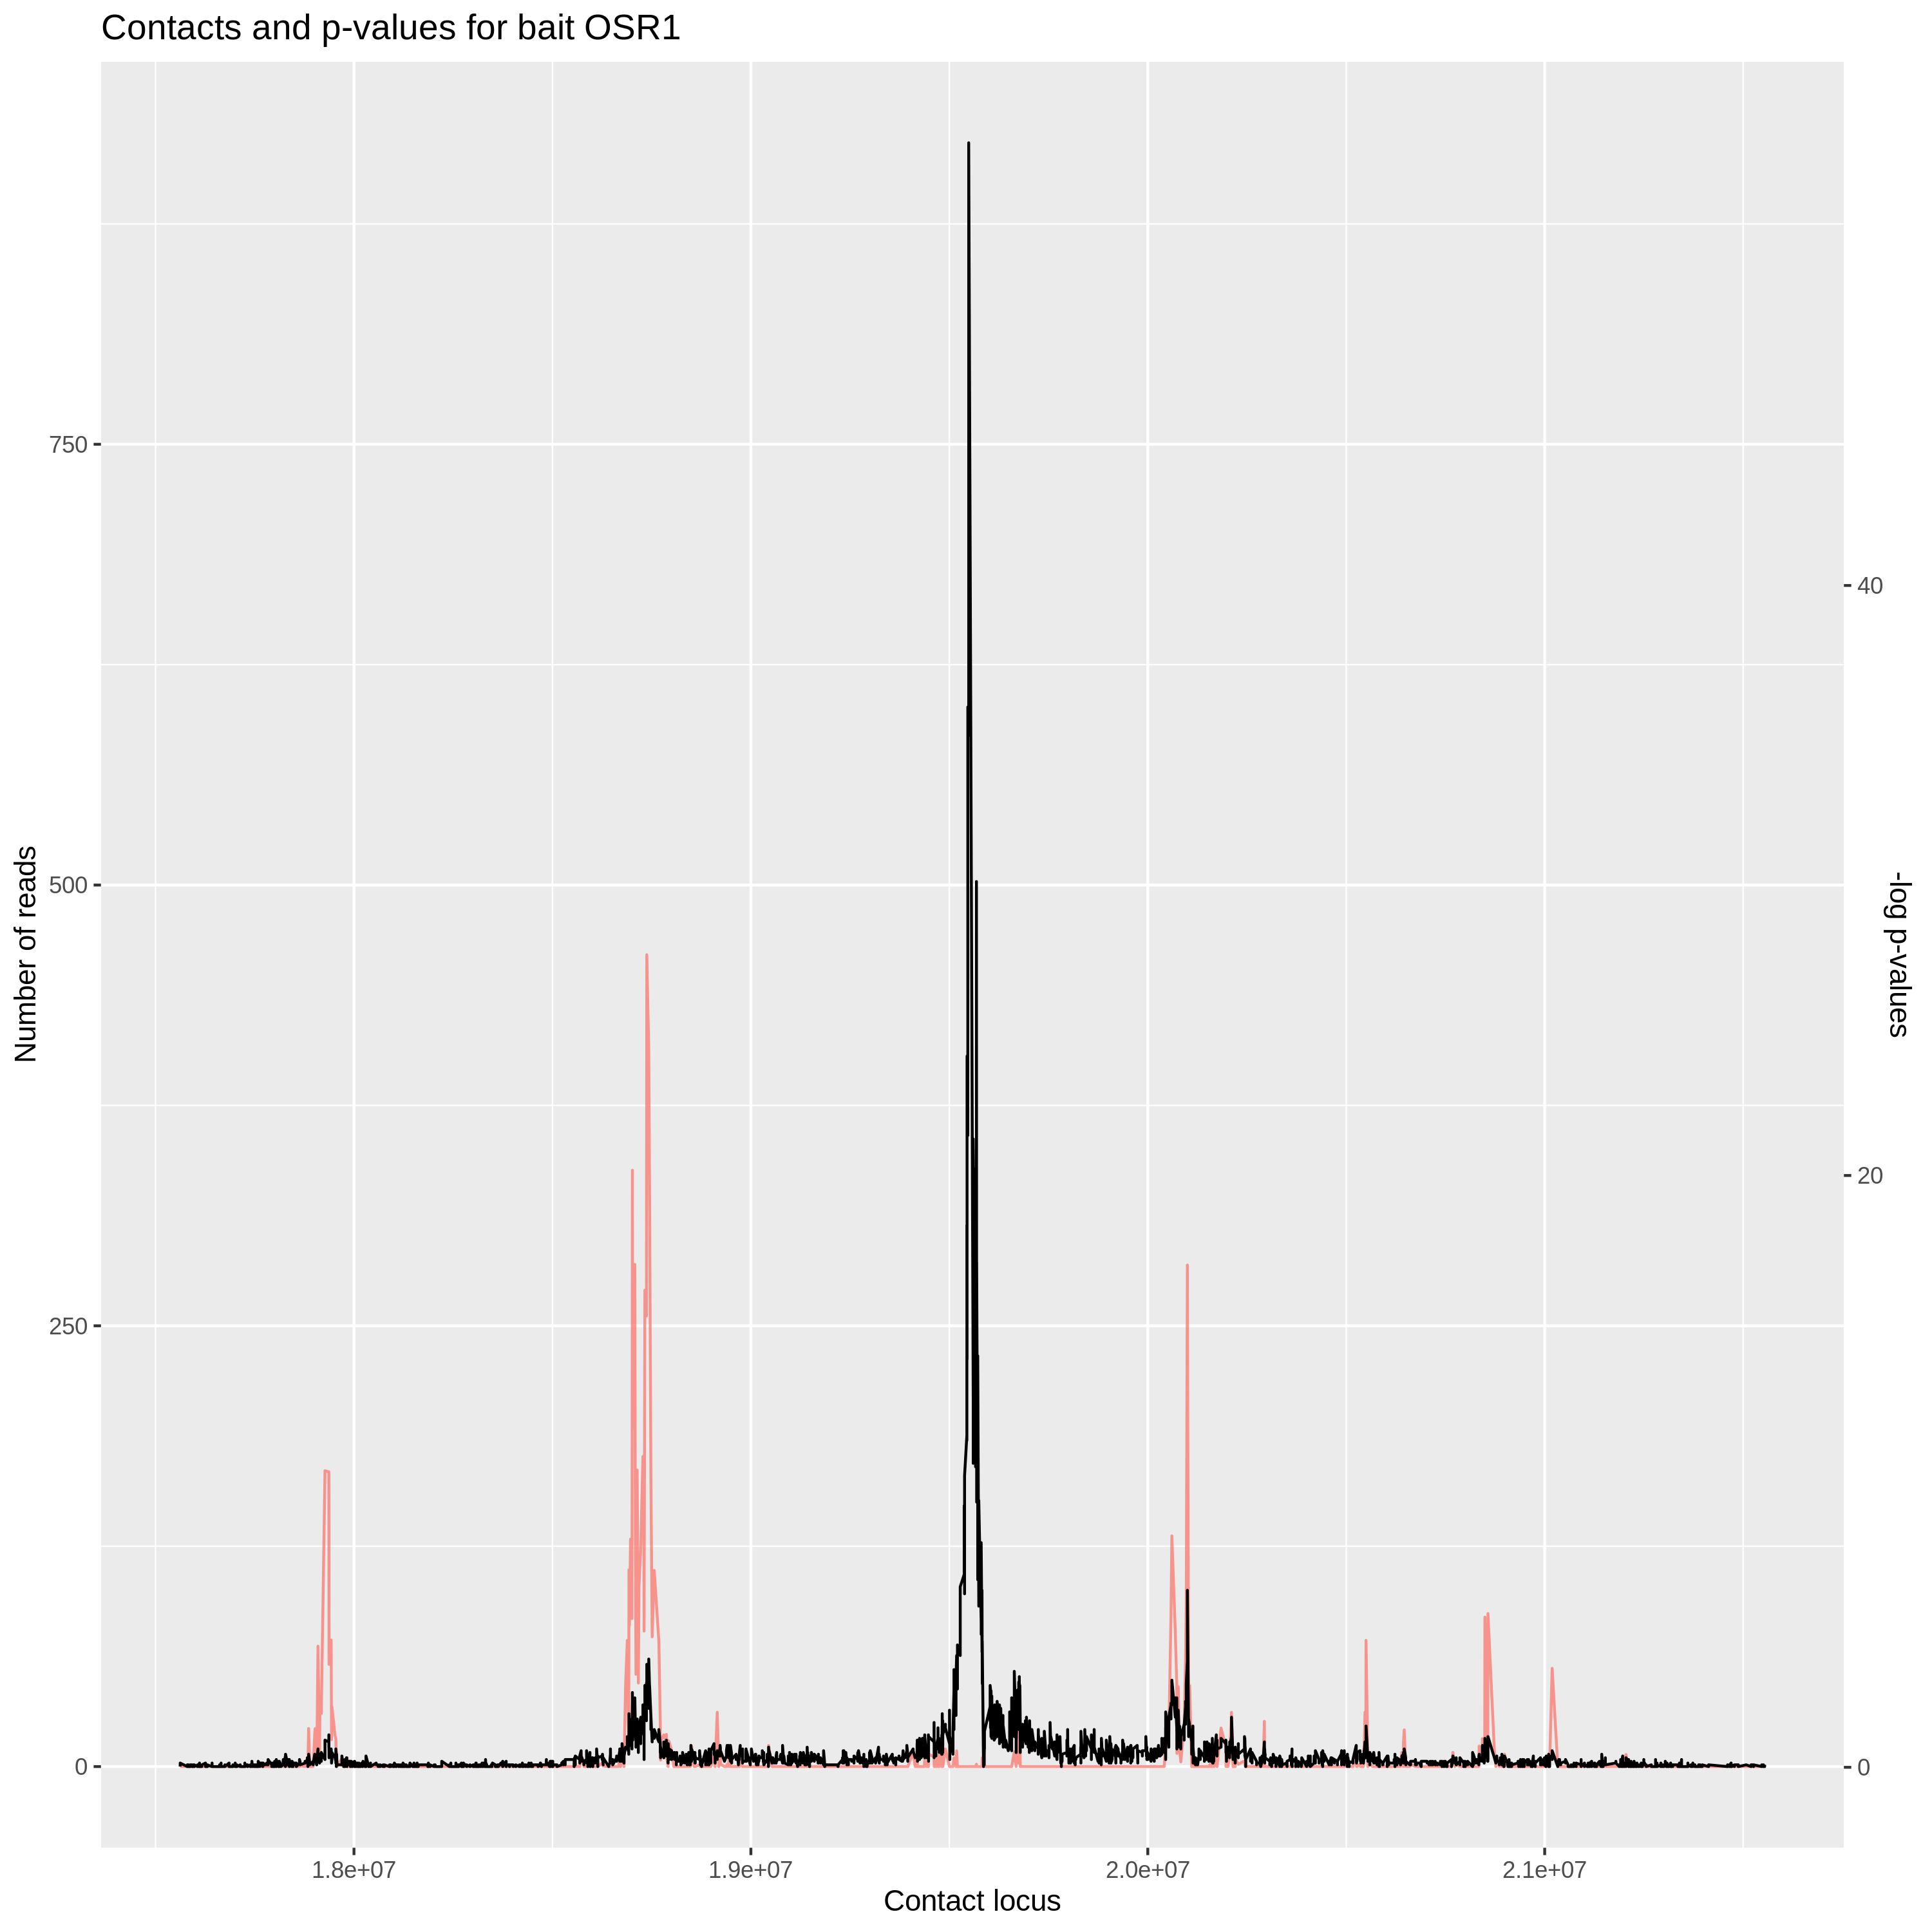 Contacts and p-values for bait OSR1
Number of reads
750
500
250
0
40
20
0
-log p-values
1.8e+07
1.9e+07
2.0e+07
2.1e+07
Contact locus